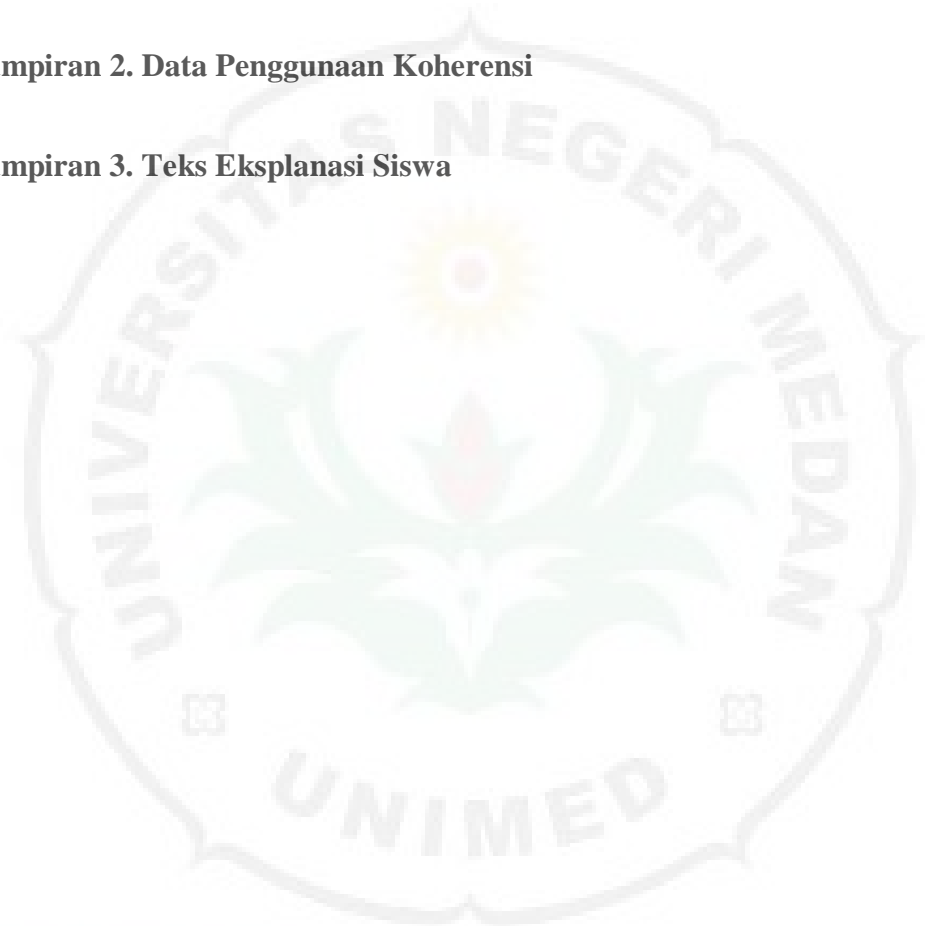 mpiran 2. Data Penggunaan Koherensi
mpiran 3. Teks Eksplanasi Siswa
UNIVERSITAS NEGERI MEDAN
UNIMED